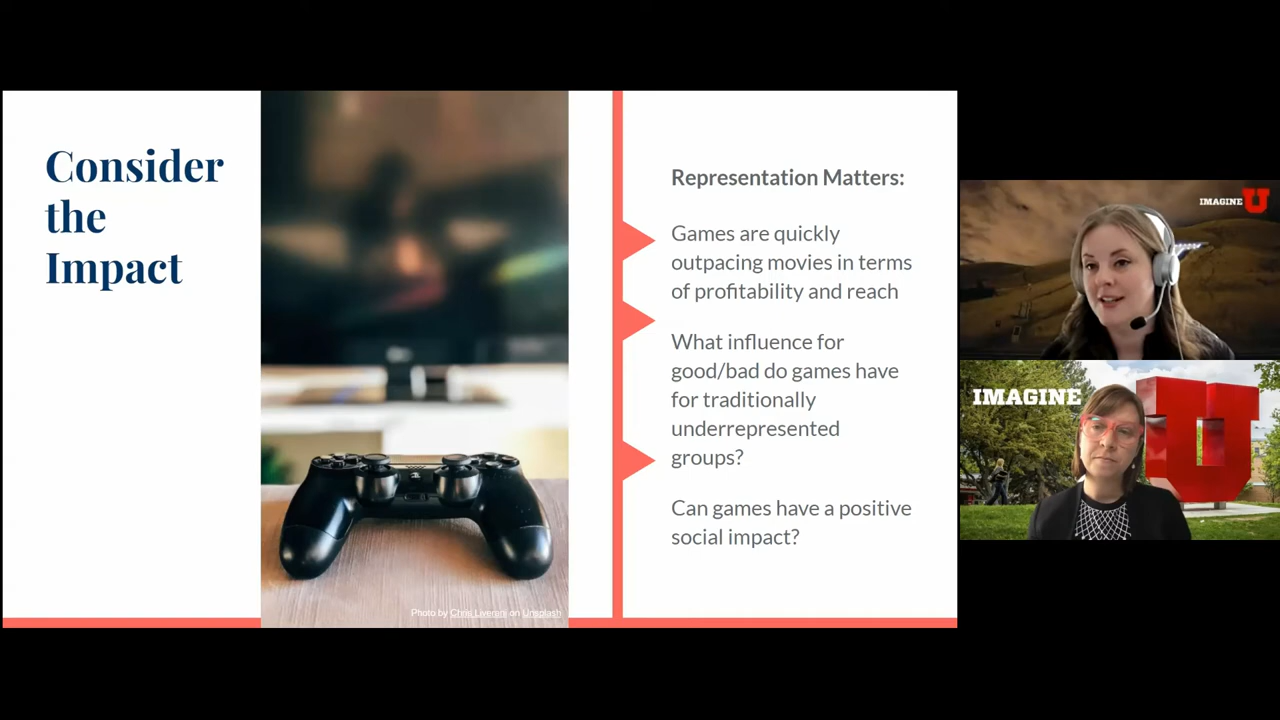 Consider
the
Impact
Photo by Chris Liverani on Unsplash
Representation Matters:
Games are quickly
outpacing movies in terms
of profitability and reach
What influence for
good/bad do games have
for traditionally
underrepresented
groups?
Can games have a positive
social impact?
IMAGINE U
IMAGINE U